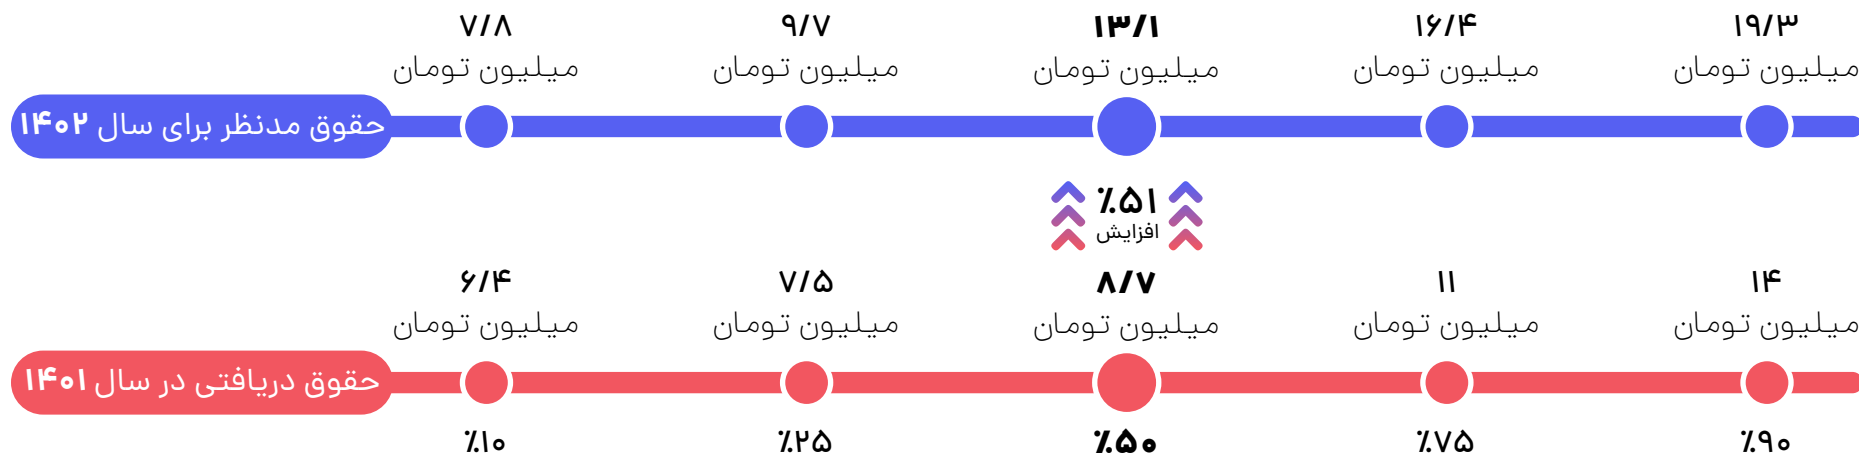 ۷/۸
میلیون تومان
۹/۷
میلیون تومان
۱۳/۱
میلیون تومان
۱۶/۴
میلیون تومان
۱۹/۳
میلیون تومان
حقوق مدنظر برای سال ۱۴۰۲
٪۵۱
افزایش
۶/۴
میلیون تومان
۷/۵
میلیون تومان
۸/۷
میلیون تومان
۱۱
میلیون تومان
۱۴
میلیون تومان
حقوق دریافتی در سال ۱۴۰۱
٪۱۰
٪۲۵
٪۵۰
٪۷۵
٪۹۰